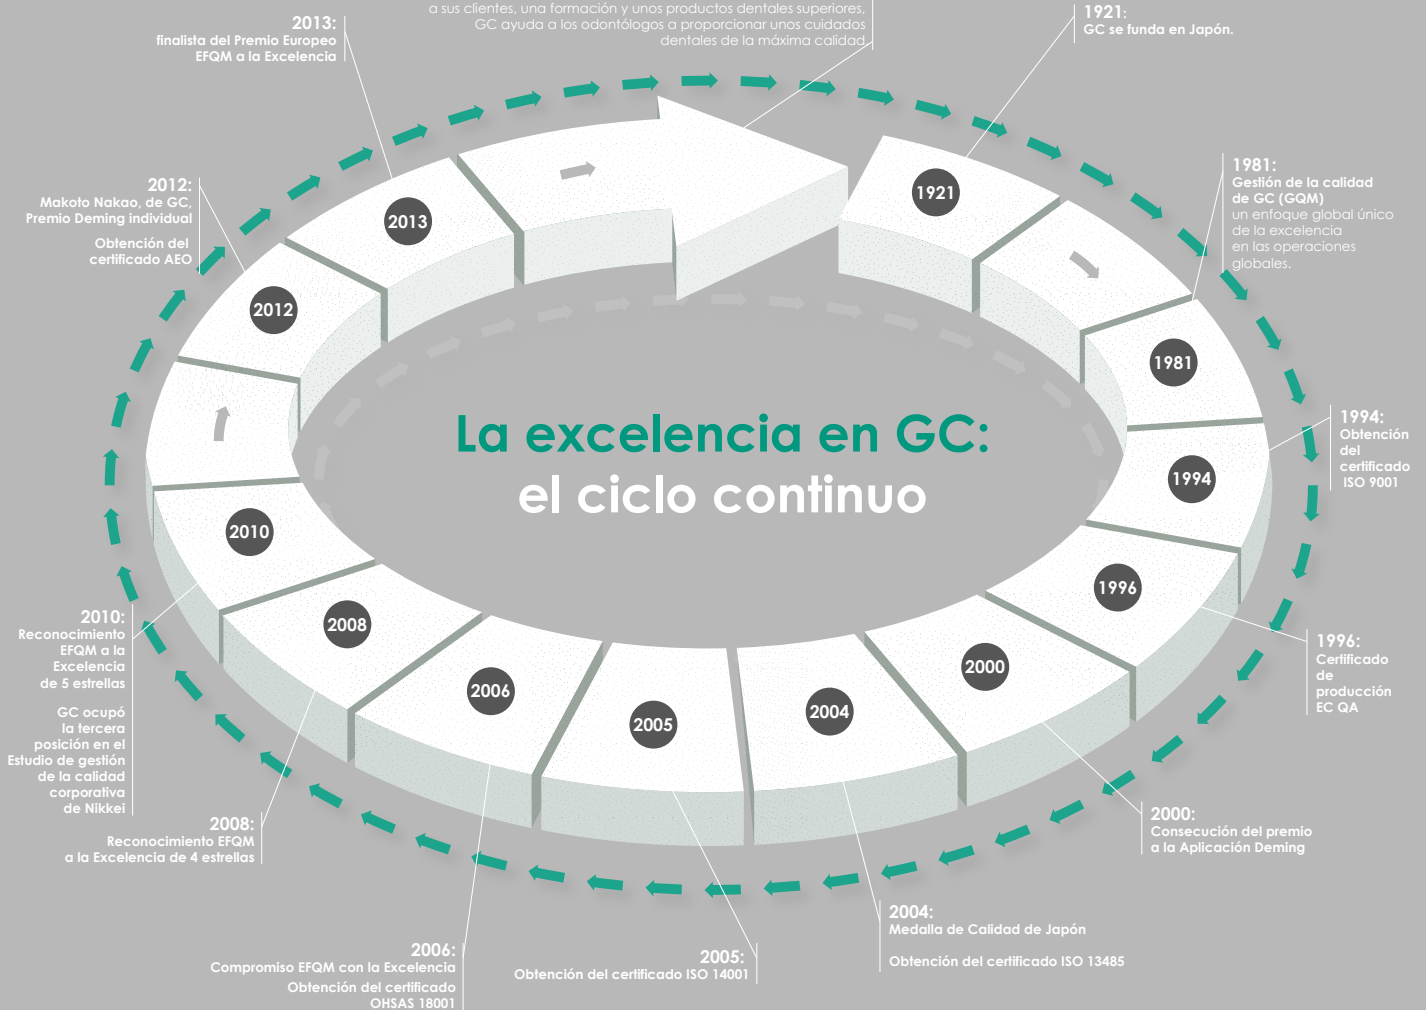 a sus clientes, una formación y unos productos dentales superiores,
GC ayuda a los odontólogos a proporcionar unos cuidados
dentales de la máxima calidad
1921:
GC se funda en Japón.
2013:
finalista del Premio Europeo
EFQM a la Excelencia
1981:
Gestión de la calidad
de GC (GQM)
un enfoque global único
de la excelencia
en las operaciones
globales.
2012:
Makoto Nakao, de GC,
Premio Deming individual
Obtención del
certificado AEO
1921
2013
2012
1981
La excelencia en GC:
el ciclo continuo
1994:
Obtención
del
certificado
ISO 9001
1994
2010
1996
2008
2000
2006
2005
2004
2010:
Reconocimiento
EFQM a la
Excelencia
de 5 estrellas
GC ocupó
la tercera
posición en el
Estudio de gestión
de la calidad
corporativa
de Nikkei
1996:
Certificado
de
producción
EC QA
2008:
Reconocimiento EFQM
a la Excelencia de 4 estrellas
2000:
Consecución del premio
a la Aplicación Deming
2006:
Compromiso EFQM con la Excelencia
Obtención del certificado
OHSAS 18001
2005:
Obtención del certificado ISO 14001
2004:
Medalla de Calidad de Japón
Obtención del certificado ISO 13485